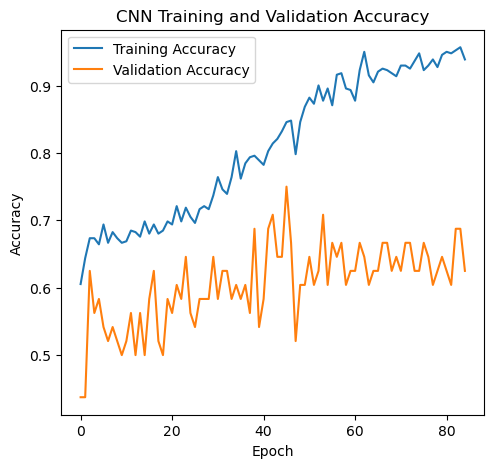 CNN Training and Validation Accuracy
Training Accuracy
Validation Accuracy
0.9
0.8
0.7
0.6
0.5
Accuracy
0 20 40 60 80
Epoch